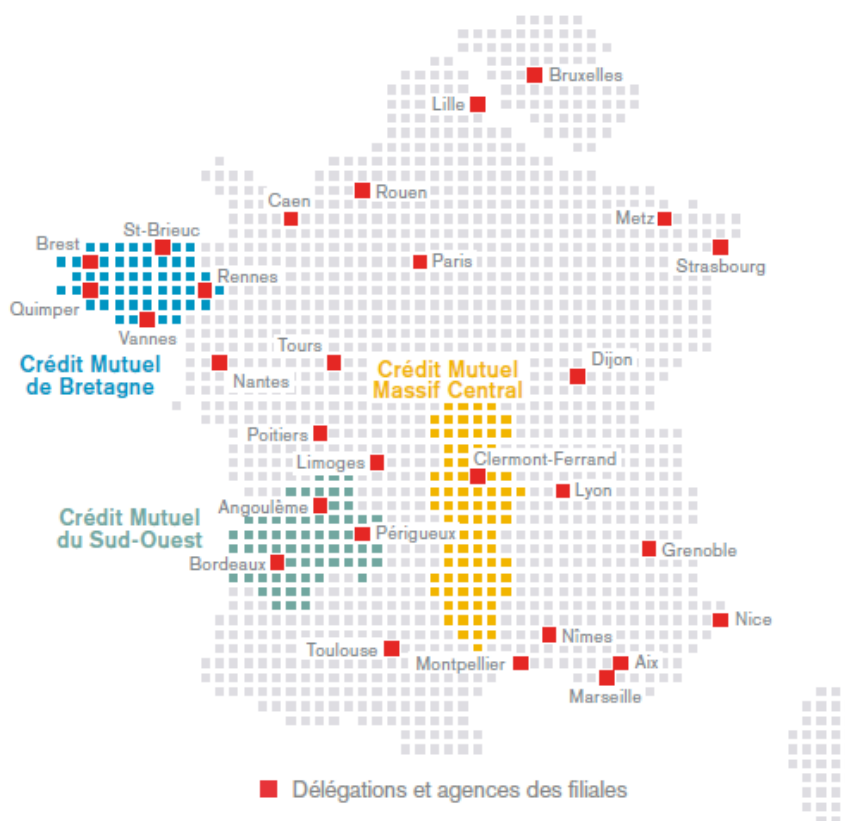 Bruxelles
Lille
Rouen
Caen
Metz
St-Brieuc
Brest
Paris
Strasbourg
Rennes
Quimper
Vannes
Tours
Crédit Mutuel
de Bretagne
Nantes
Crédit Mutuel
Massif Central
Dijon
Poitiers
Limoges
Clermont-Ferrand
Lyon
Angoulême
Crédit Mutuel
du Sud-Ouest
Périgueux
Bordeaux
Grenoble
Nice
Nîmes
Toulouse
Montpellier
Aix
Marseille
Délégations et agences des filiales